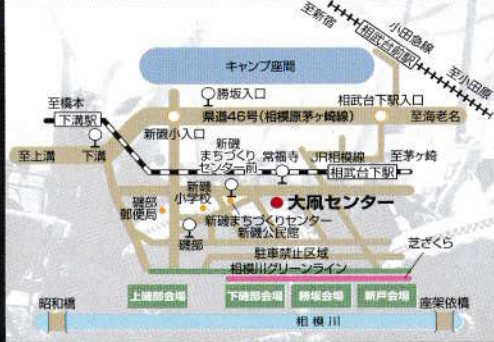 至新宿
小田急線
相武台前駅
至小田原
キャンプ座間
勝坂入口
至橋本
下溝駅
相武台下駅入口
県道46号(相模原茅ヶ崎線)
至海老名
新磯小入口
至上溝
下溝
新磯
まちづくり
センター前
常福寺
JR相模線
至茅ヶ崎
相武台下駅
磯部
郵便局
新磯
小学校
大凧センター
新磯まちづくりセンター
新磯公民館
磯部
駐車禁止区域
芝ざくら
相模川グリーンライン
上磯部会場
下磯部会場
勝坂会場
新戸会場
昭和橋
座架依橋
相模川